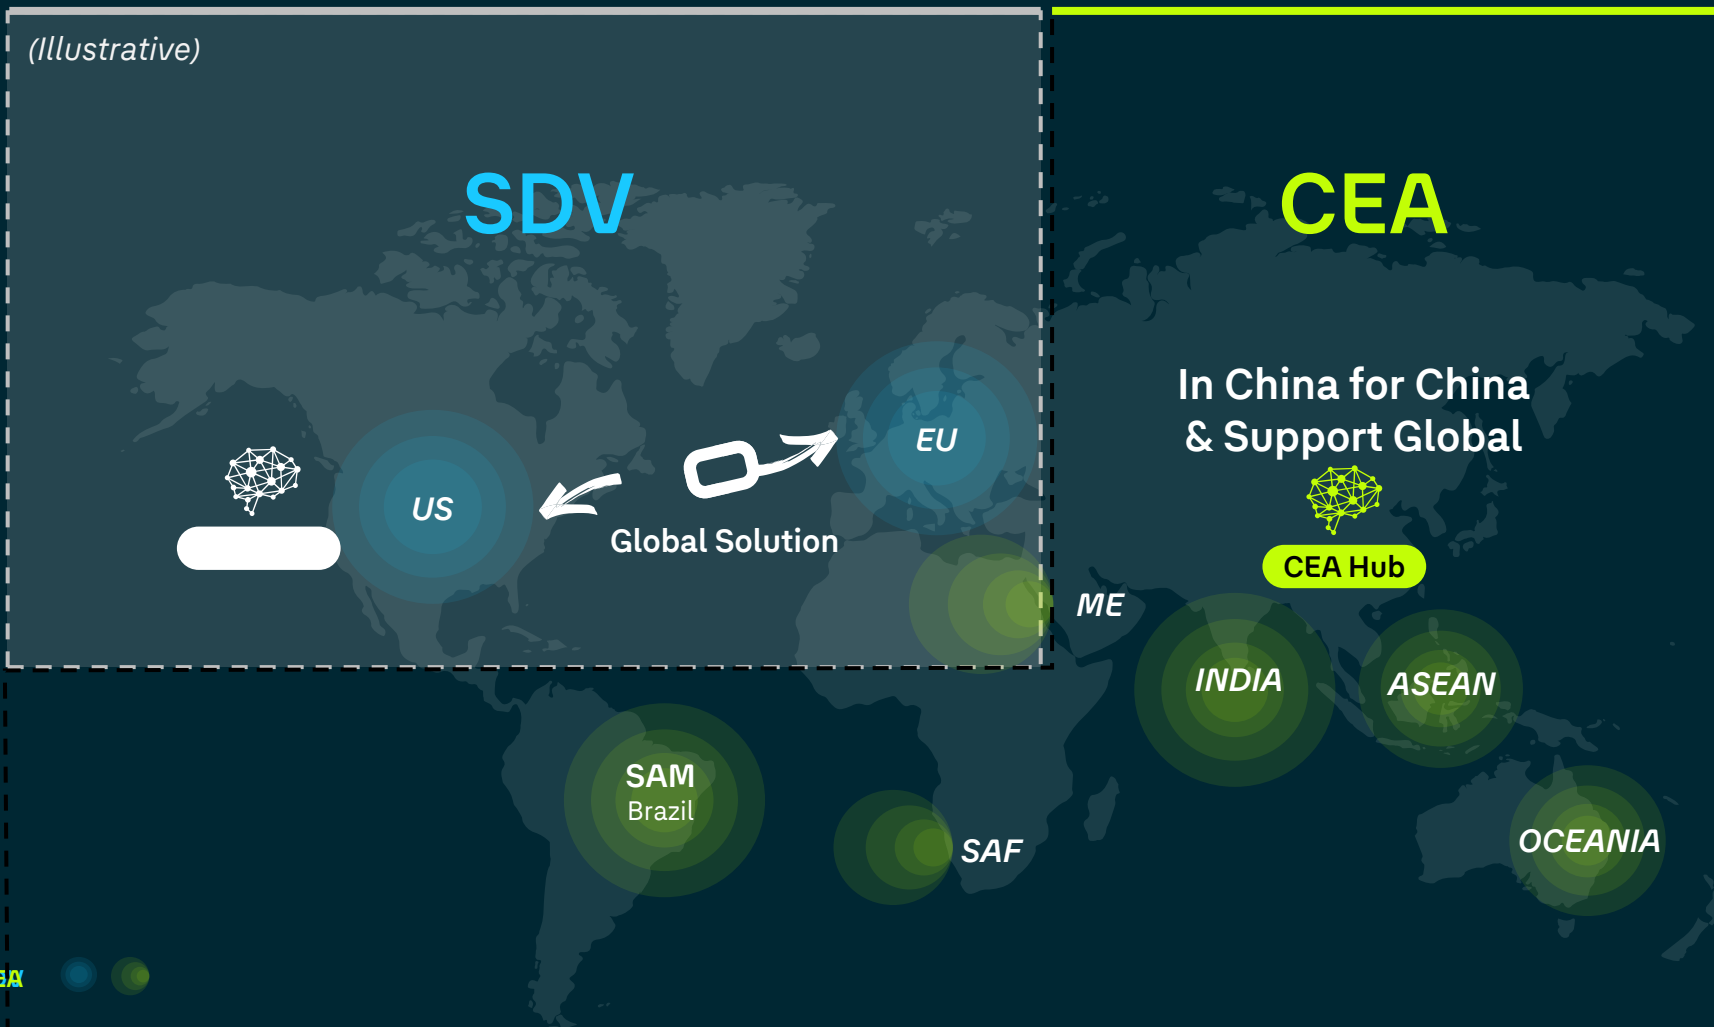 (Illustrative)
SDV
CEA
In China for China
& Support Global
EU
US
Global Solution
CEA Hub
ME
INDIA
ASEAN
SAM
Brazil
SAF
OCEANIA